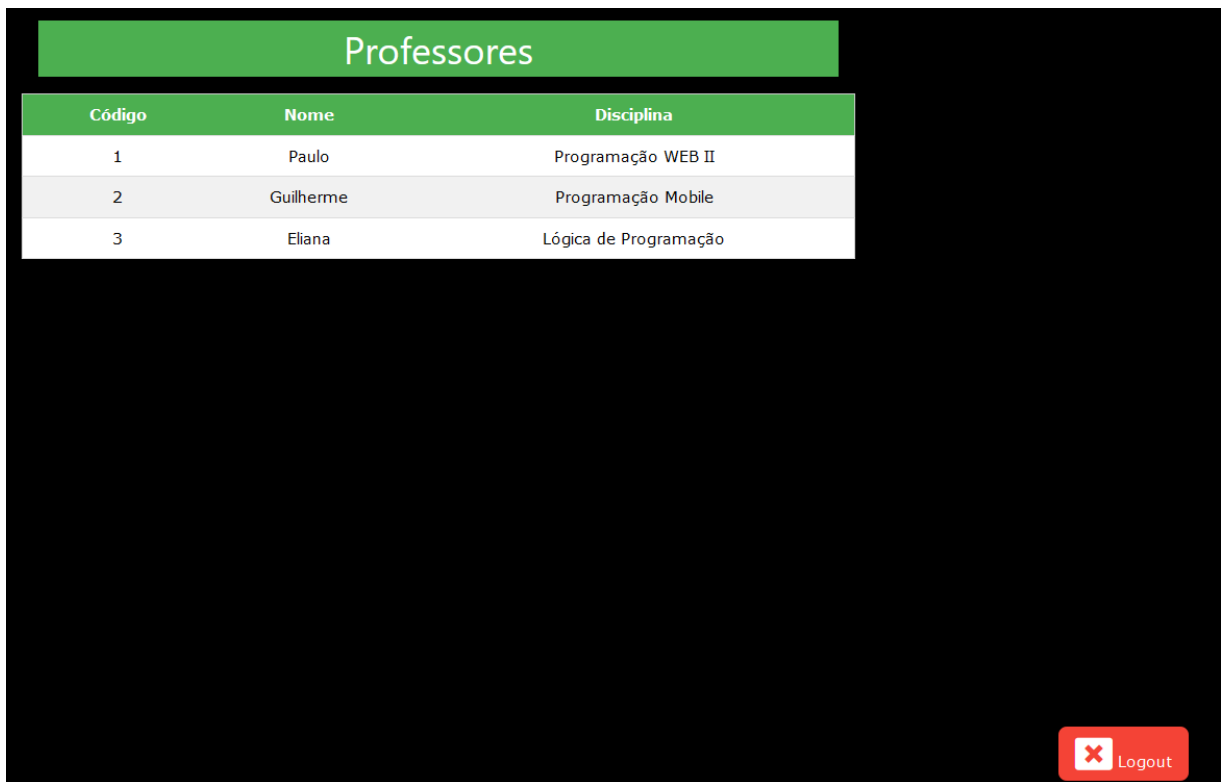 Professores
Código Nome Disciplina
1 Paulo Programação WEB II
2 Guilherme Programação Mobile
3 Eliana Lógica de Programação
Logout